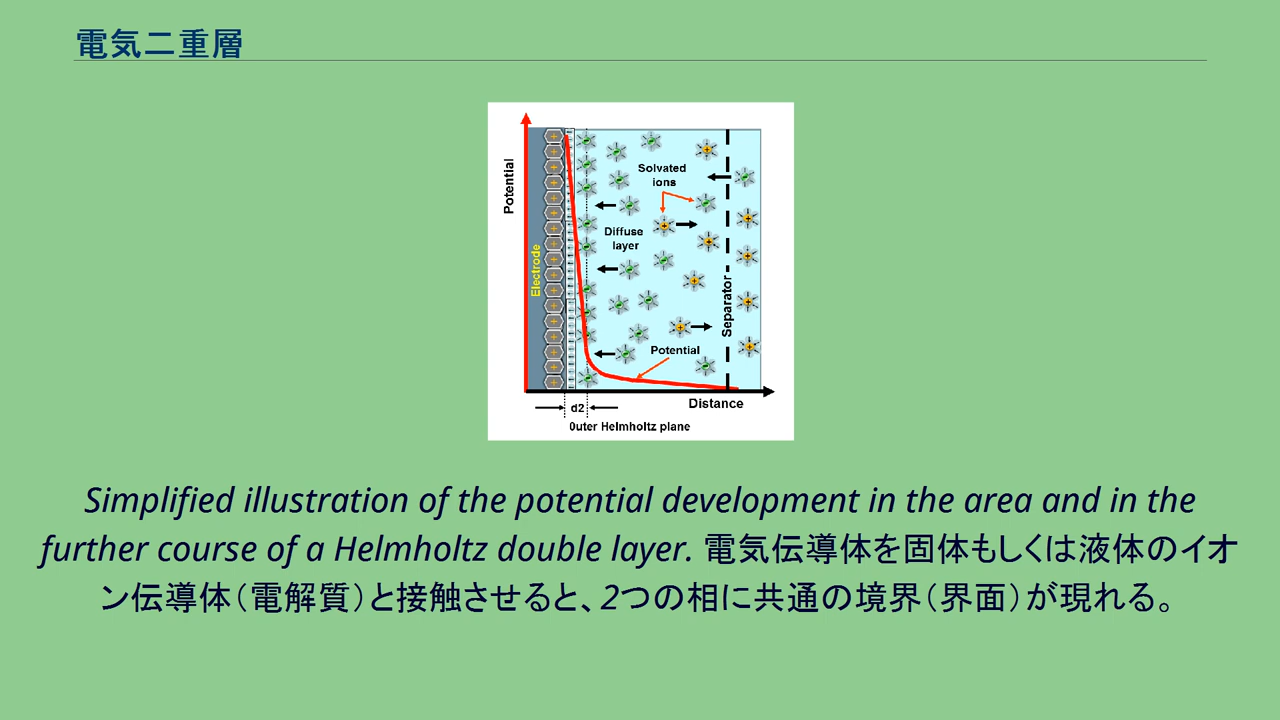 電気二重層
Potential
Electrode
Solvated
ions
Diffuse
layer
Separator
Potential
Distance
d2
0uter Helmholtz plane
Simplified illustration of the potential development in the area and in the
further course of a Helmholtz double layer. 電気伝導体を固体もしくは液体のイオ
ン伝導体（電解質）と接触させると、2つの相に共通の境界（界面）が現れる。